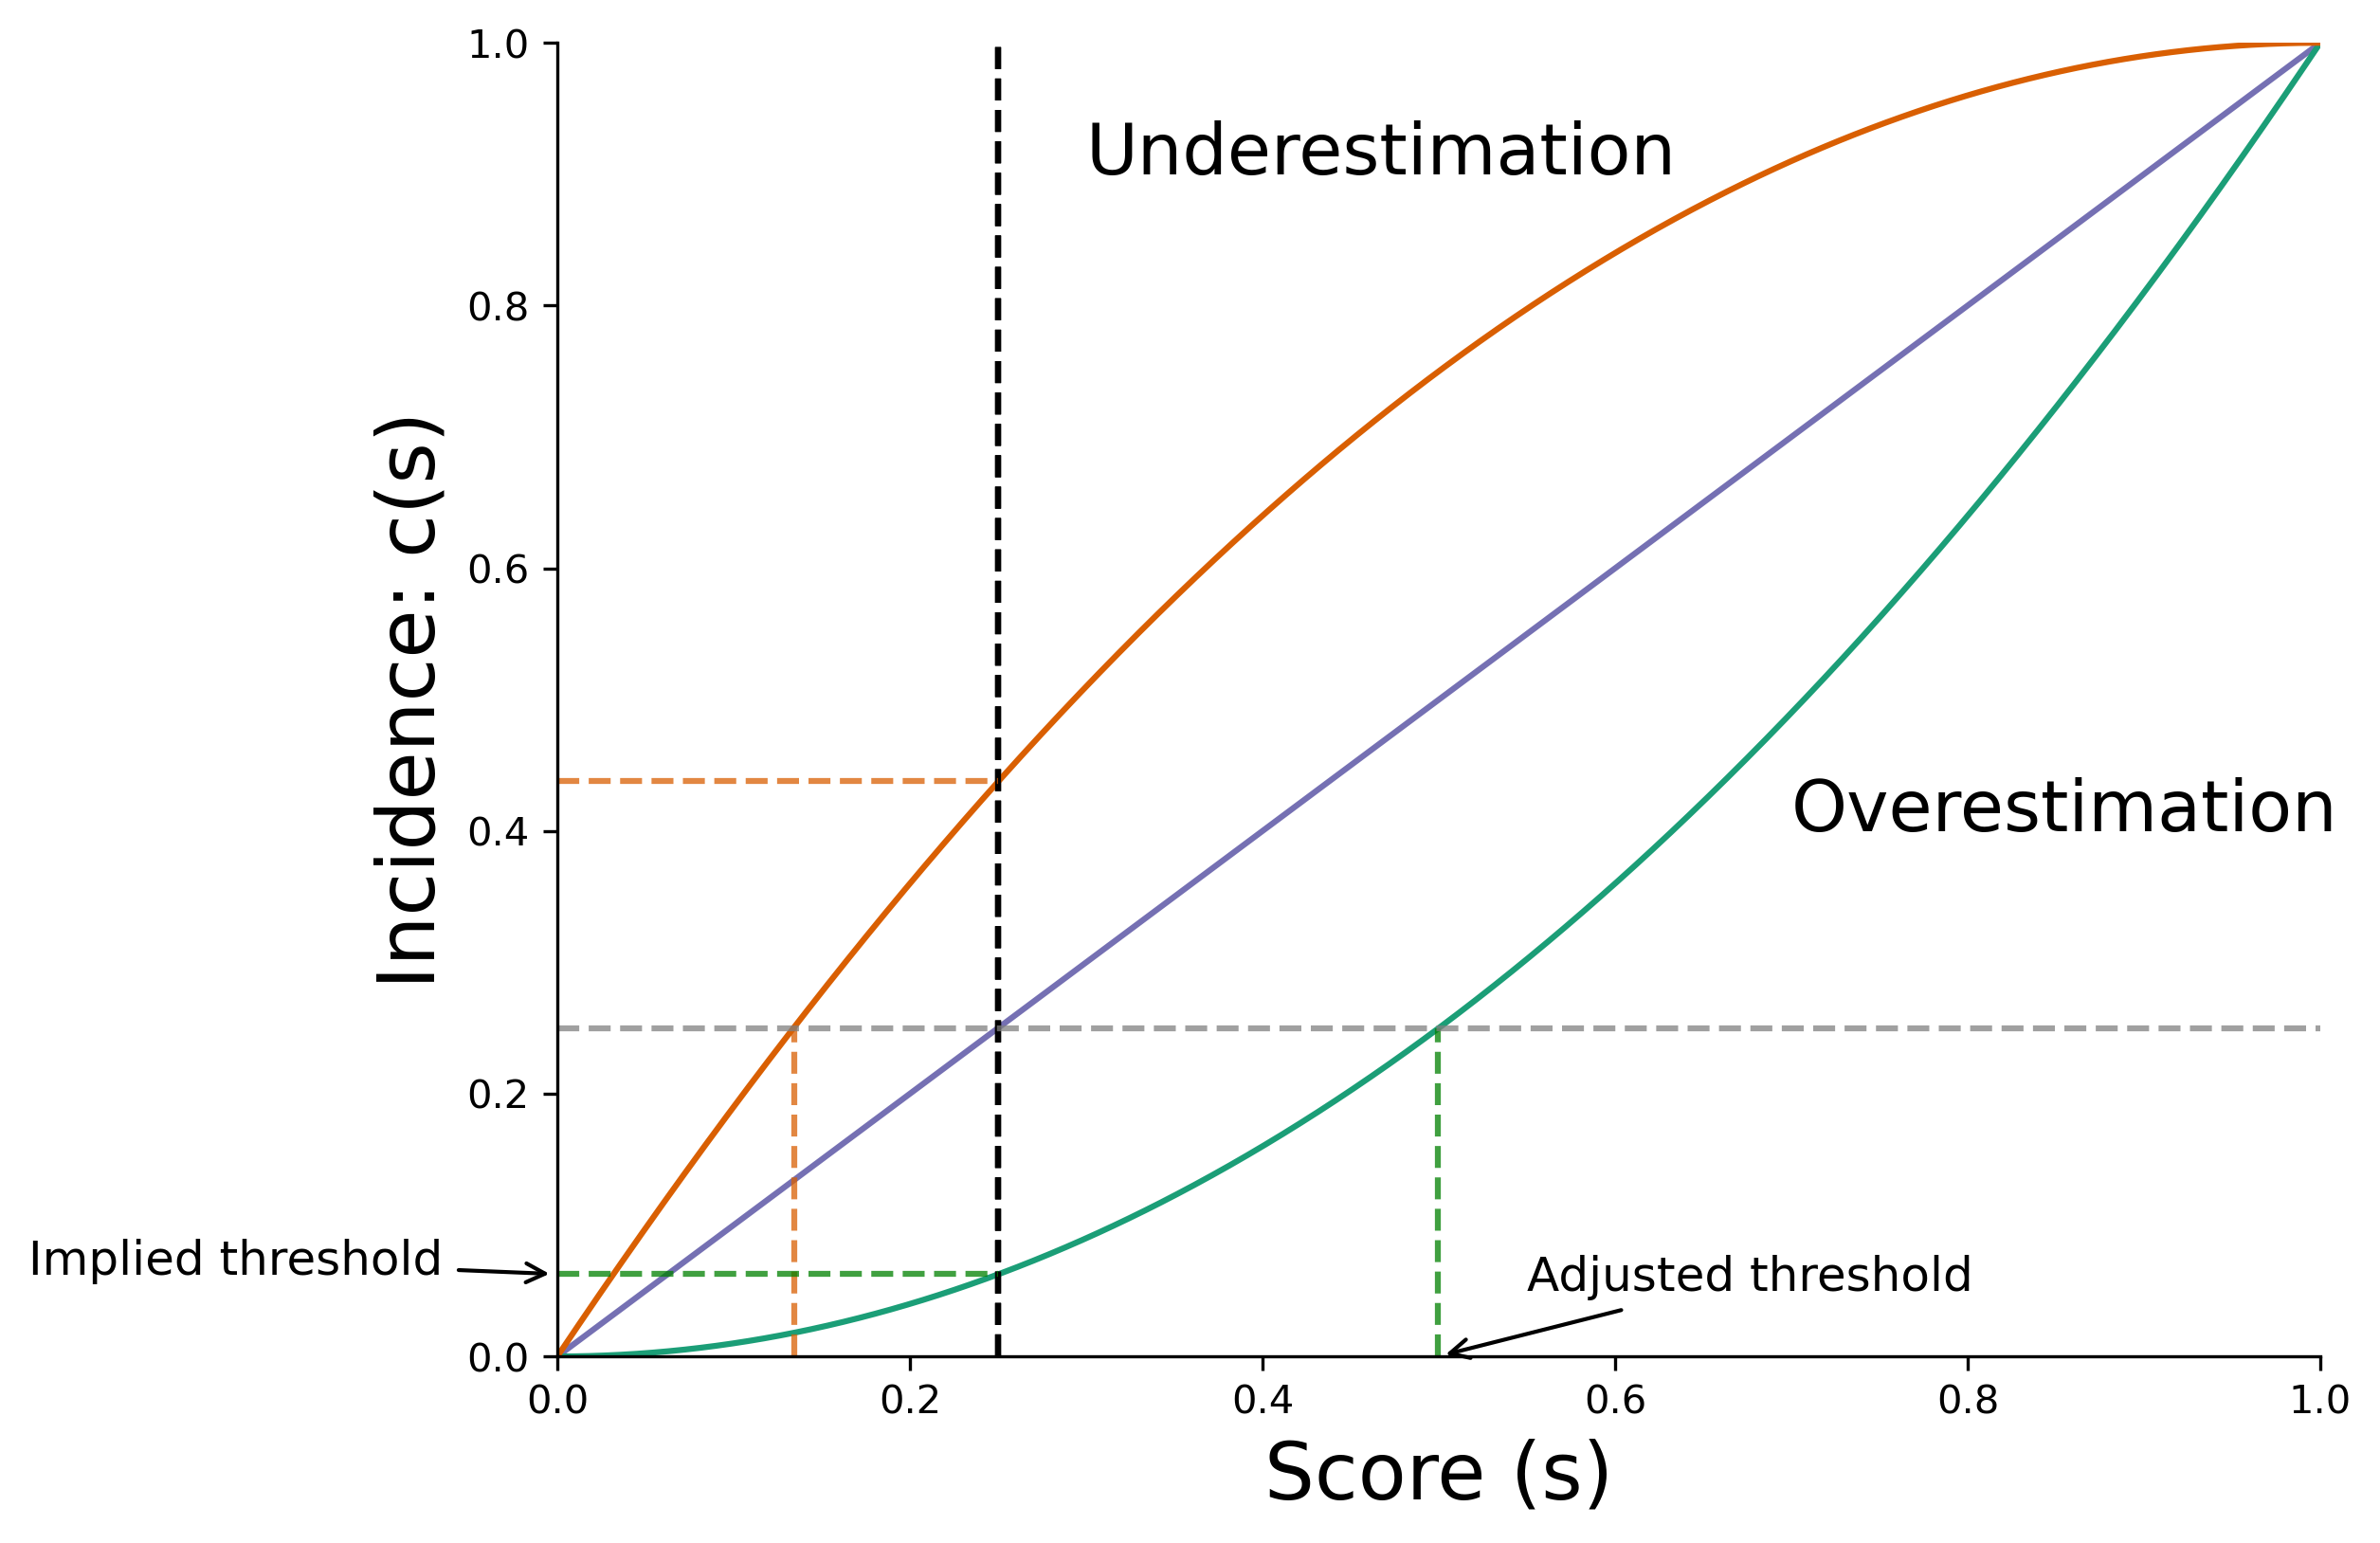 1.0
Underestimation
0.8
0.6
Incidence: c(s)
0.4
Overestimation
0.2
Implied threshold
Adjusted threshold
0.0
0.0 0.2 0.4 0.6 0.8 1.0
Score (s)